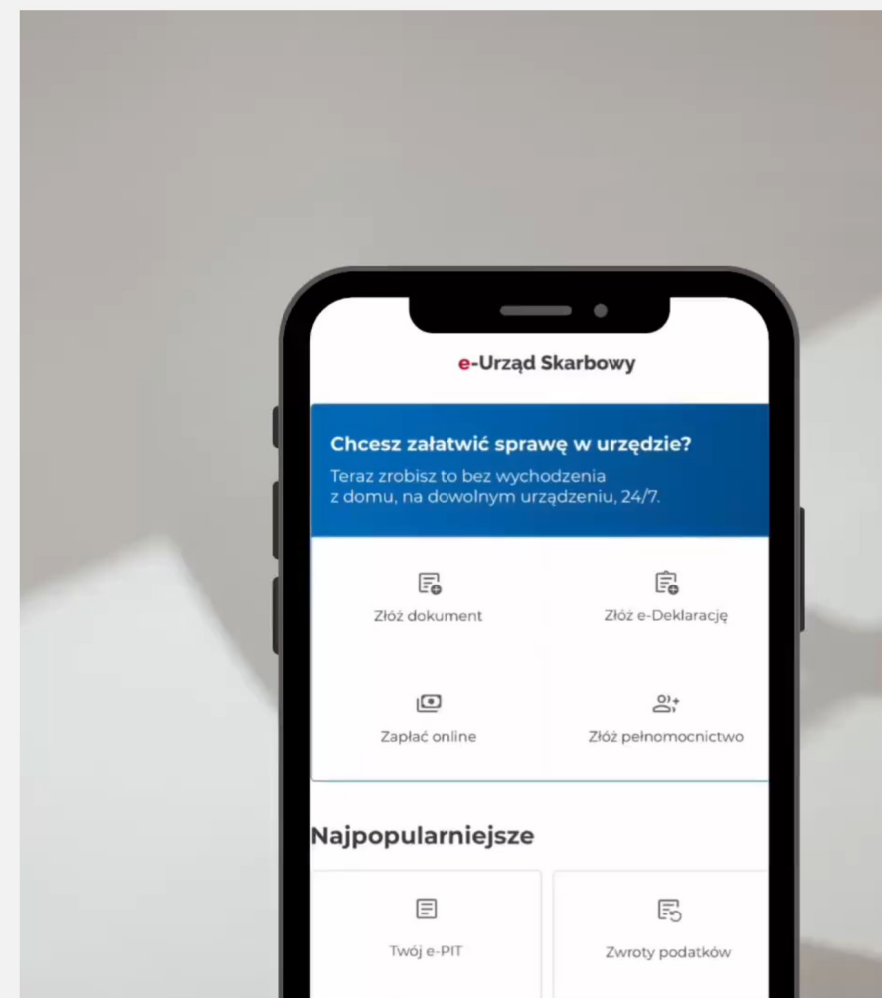 e-Urząd Skarbowy
Chcesz załatwić sprawę w urzędzie?
Teraz zrobisz to bez wychodzenia
z domu, na dowolnym urządzeniu, 24/7.
Złóż dokument
Złóż e-Deklarację
Zapłać online
Złóż pełnomocnictwo
Najpopularniejsze
Twój e-PIT
Zwroty podatków